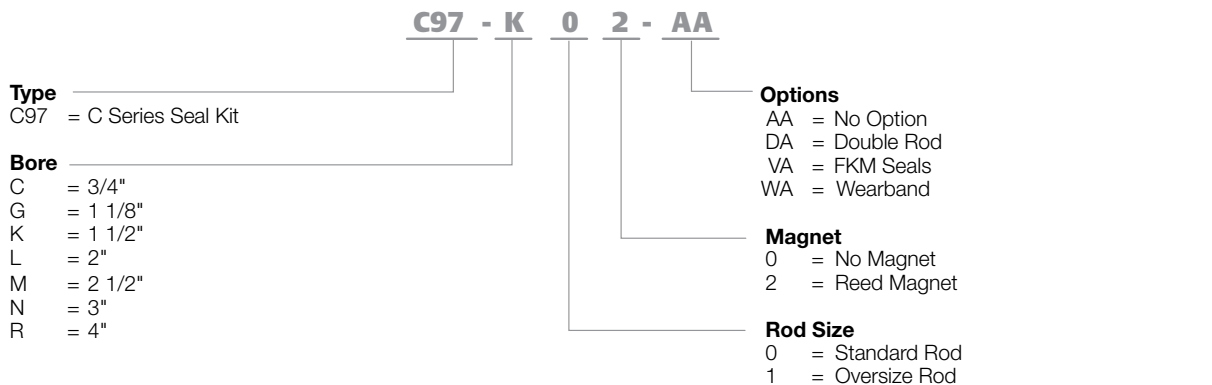 C97 - K 0 2 - AA
Type
C97 = C Series Seal Kit
Bore
C = 3/4"
G = 1 1/8"
K = 1 1/2"
L = 2"
M = 2 1/2"
N = 3"
R = 4"
Options
AA = No Option
DA = Double Rod
VA = FKM Seals
WA = Wearband
Magnet
0 = No Magnet
2 = Reed Magnet
Rod Size
0 = Standard Rod
1 = Oversize Rod